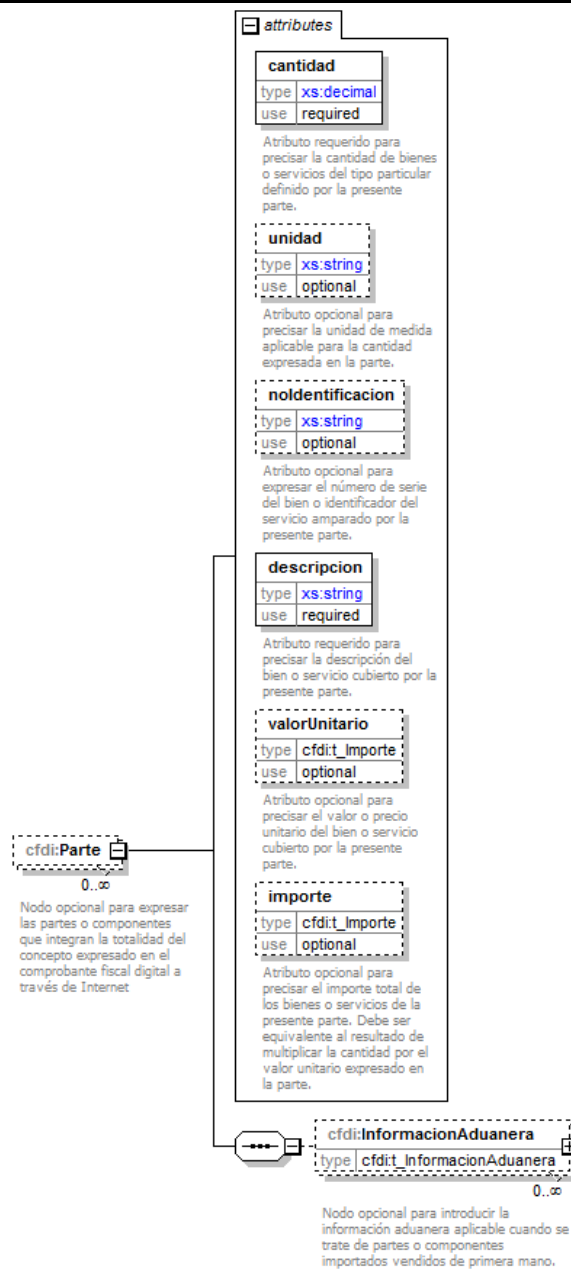 attributes
cantidad
type xs:decimal
use required
Atributo requerido para
precisar la cantidad de bienes
o servicios del tipo particular
definido por la presente
parte.
unidad
type xs:string
use optional
Atributo opcional para
precisar la unidad de medida
aplicable para la cantidad
expresada en la parte.
noIdentificacion
type xs:string
use optional
Atributo opcional para
expresar el número de serie
del bien o identificador del
servicio amparado por la
presente parte.
descripcion
type xs:string
use required
Atributo requerido para
precisar la descripción del
bien o servicio cubierto por la
presente parte.
valorUnitario
type cfdi:t_Importe
use optional
Atributo opcional para
precisar el valor o precio
unitario del bien o servicio
cubierto por la presente
parte.
importe
type cfdi:t_Importe
use optional
Atributo opcional para
precisar el importe total de
los bienes o servicios de la
presente parte. Debe ser
equivalente al resultado de
multiplicar la cantidad por el
valor unitario expresado en
la parte.
cfdi:Parte
0..∞
Nodo opcional para expresar
las partes o componentes
que integran la totalidad del
concepto expresado en el
comprobante fiscal digital a
través de Internet
cfdi:InformacionAduanera
type cfdi:t_InformacionAduanera
0..∞
Nodo opcional para introducir la
información aduanera aplicable cuando se
trate de partes o componentes
importados vendidos de primera mano.